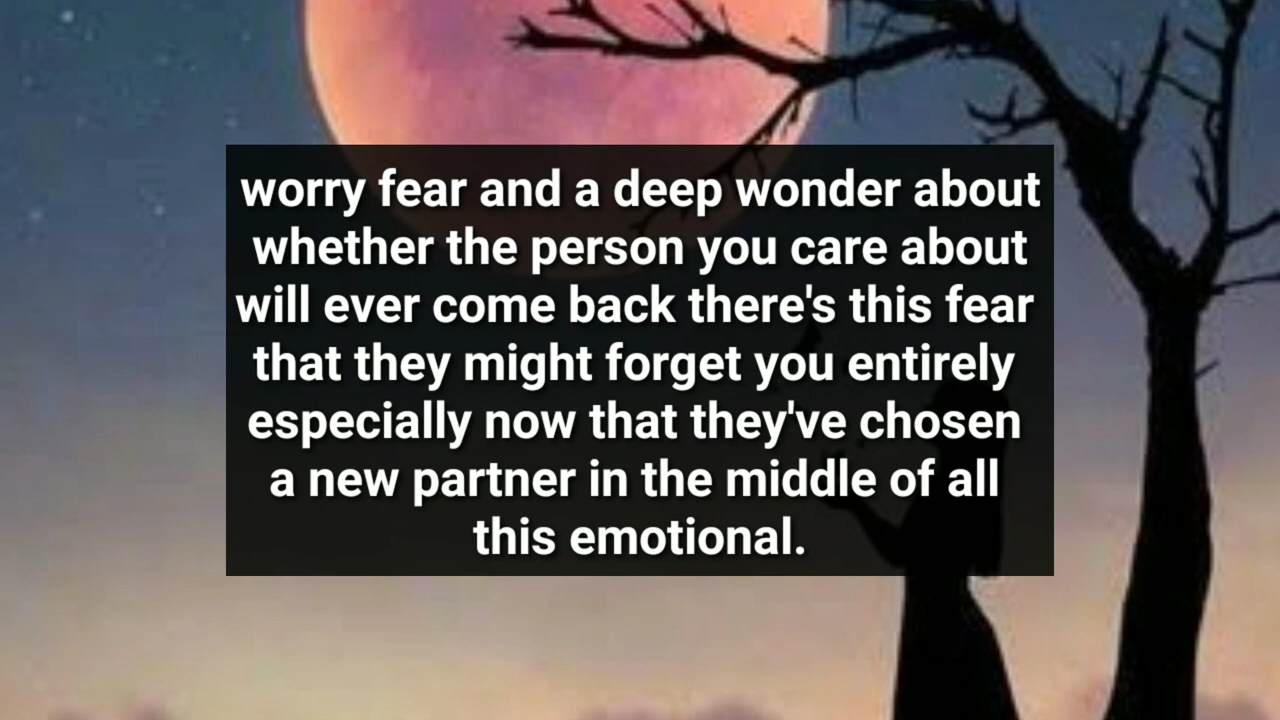 worry fear and a deep wonder about
whether the person you care about
will ever come back there's this fear
that they might forget you entirely
especially now that they've chosen
a new partner in the middle of all
this emotional.